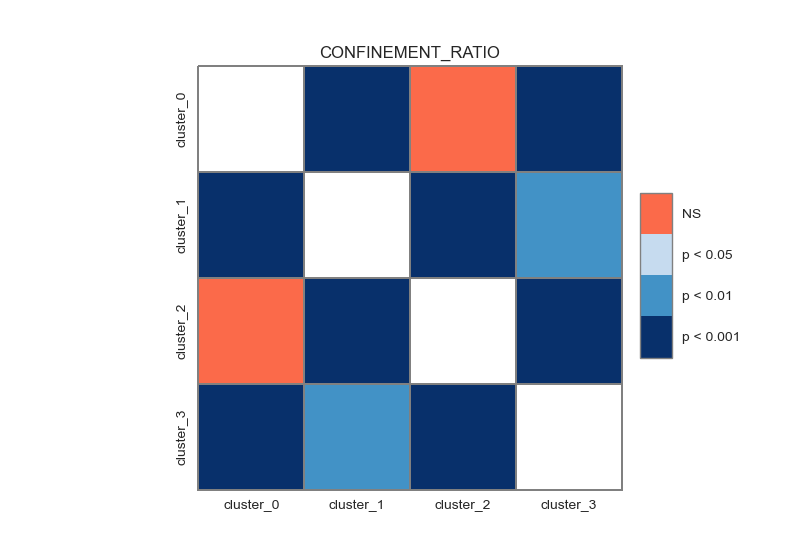 CONFINEMENT_RATIO
cluster_0
cluster_1
cluster_2
cluster_3
cluster_0 cluster_1 cluster_2 cluster_3
NS
p < 0.05
p < 0.01
p < 0.001